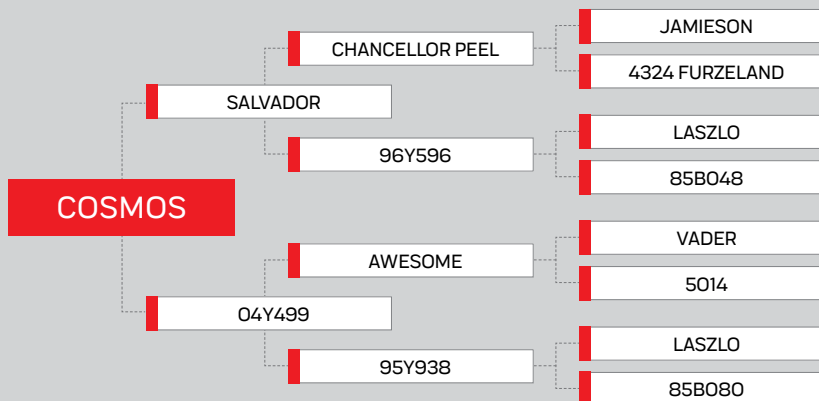 JAMIESON
CHANCELLOR PEEL
4324 FURZELAND
SALVADOR
LASZLO
96Y596
85B048
COSMOS
VADER
AWESOME
5014
04Y499
LASZLO
95Y938
85B080